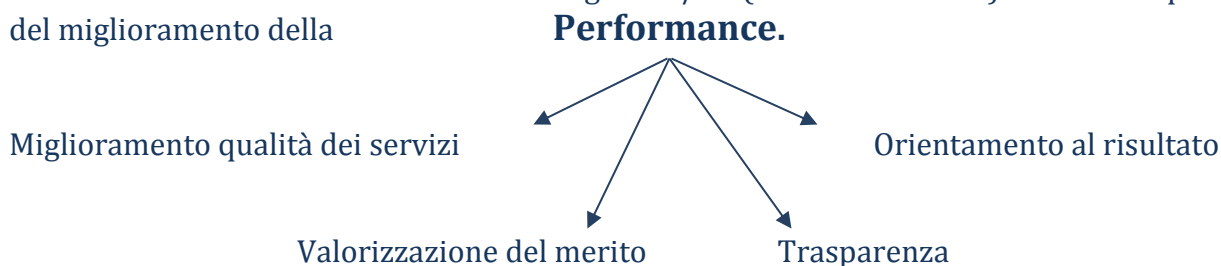 del miglioramento della Performance.
Miglioramento qualità dei servizi Orientamento al risultato
Valorizzazione del merito Trasparenza